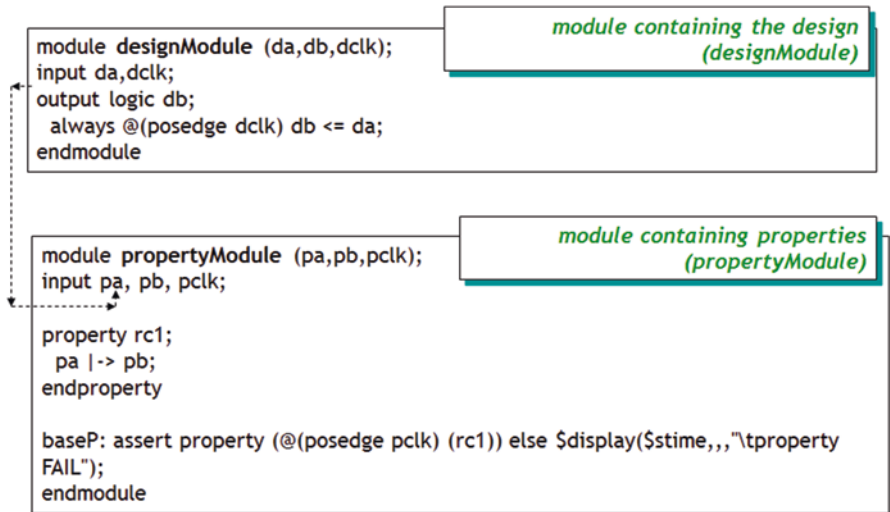 module containing the design
(designModule)
module designModule (da,db,dclk);
input da,dclk;
output logic db;
always @(posedge dclk) db <= da;
endmodule
module containing properties
(propertyModule)
module propertyModule (pa,pb,pclk);
input pa, pb, pclk;
property rc1;
pa |-> pb;
endproperty
baseP: assert property (@(posedge pclk) (rc1)) else $display($stime,,,"\tproperty
FAIL");
endmodule